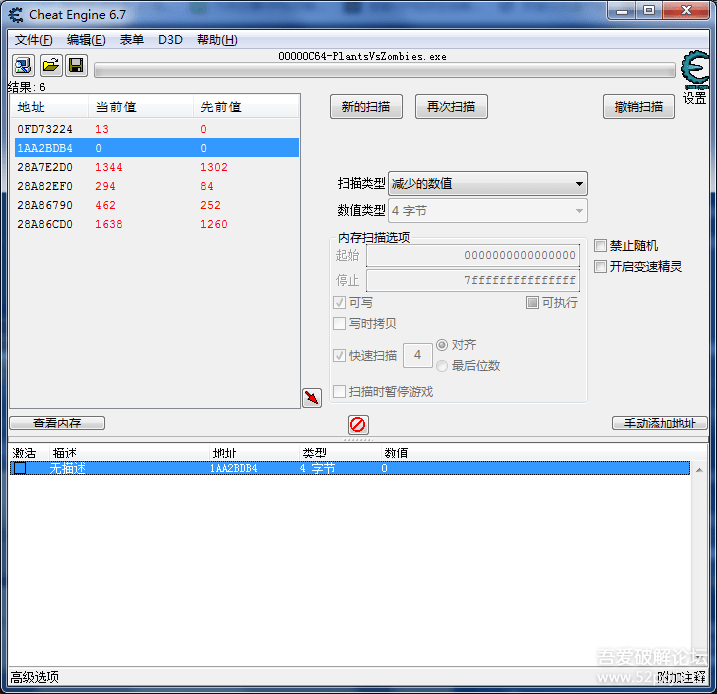 Cheat Engine 6.7
文件(F) 编辑(E) 表单 D3D 帮助(H)
00000C64-PlantsVsZombies.exe
设置
结果: 6
地址 当前值 先前值
0FD73224 13 0
1AA2BDB4 0 0
28A7E2D0 1344 1302
28A82EF0 294 84
28A86790 462 252
28A86CD0 1638 1260
新的扫描 再次扫描 撤销扫描
扫描类型 减少的数值
数值类型 4 字节
内存扫描选项
起始 0000000000000000
停止 7fffffffffffffff
可写 可执行
写时拷贝
快速扫描 4 对齐
最后位数
扫描时暂停游戏
禁止随机
开启变速精灵
查看内存 手动添加地址
激活 描述 地址 类型 数值
无描述 1AA2BDB4 4 字节 0
高级选项 附加注释
吾爱破解论坛